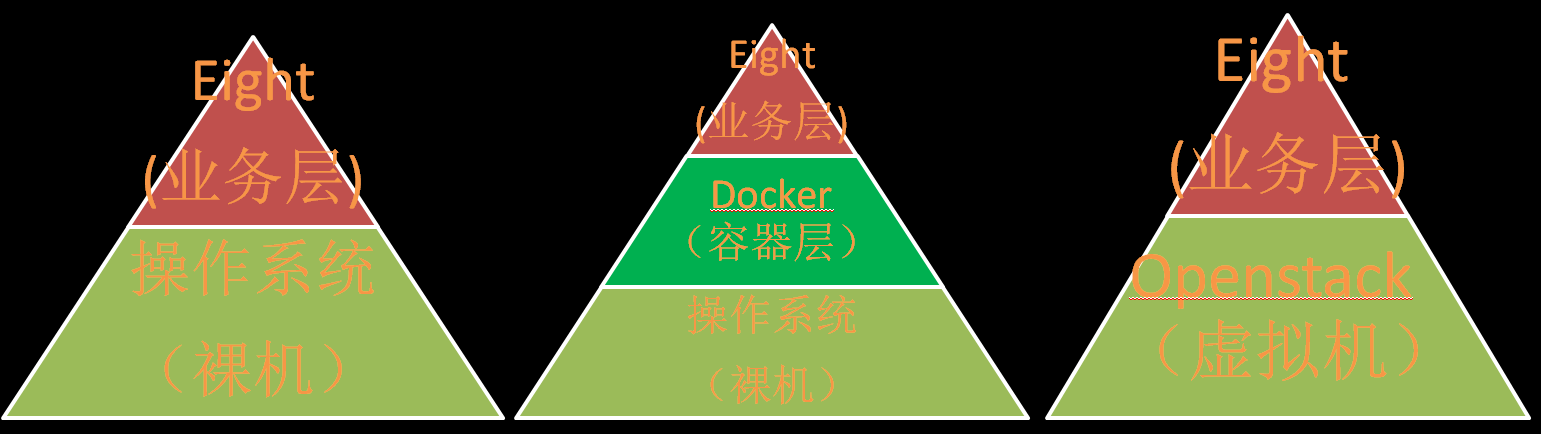 Eight
(业务层)
操作系统
（裸机）
Eight
(业务层)
Docker
（容器层）
操作系统
（裸机）
Eight
(业务层)
Openstack
（虚拟机）